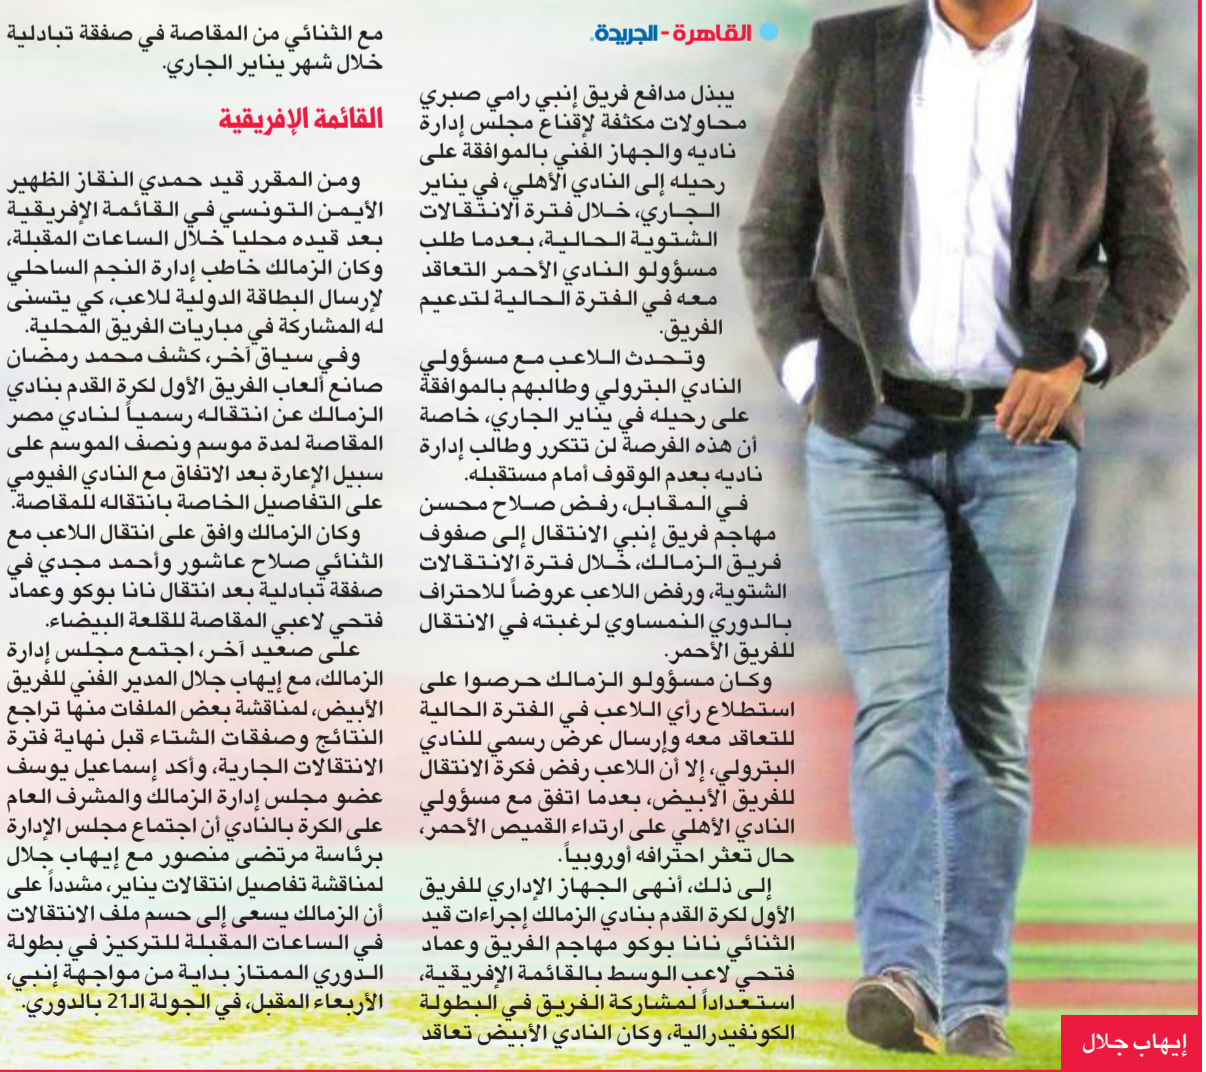 القاهرة - الجريدة.
يبذل مدافع فريق إنبي رامي صبري
محاولات مكثفة لإقناع مجلس إدارة
ناديه والجهاز الفني بالموافقة على
رحيله إلى النادي الأهلي، في يناير
الجاري، خلال فترة الانتقالات
الشتوية الحالية، بعدما طلب
مسؤولو النادي الأحمر التعاقد
معه في الفترة الحالية لتدعيم
الفريق.
وتحدث اللاعب مع مسؤولي
النادي البترولي وطالبهم بالموافقة
على رحيله في يناير الجاري، خاصة
أن هذه الفرصة لن تتكرر وطالب إدارة
ناديه بعدم الوقوف أمام مستقبله.
في المقابل، رفض صلاح محسن
مهاجم فريق إنبي الانتقال إلى صفوف
فريق الزمالك، خلال فترة الانتقالات
الشتوية، ورفض اللاعب عروضاً للاحتراف
بالدوري النمساوي لرغبته في الانتقال
للفريق الأحمر.
وكان مسؤولو الزمالك حرصوا على
استطلاع رأي اللاعب في الفترة الحالية
للتعاقد معه وإرسال عرض رسمي للنادي
البترولي، إلا أن اللاعب رفض فكرة الانتقال
للفريق الأبيض، بعدما اتفق مع مسؤولي
النادي الأهلي على ارتداء القميص الأحمر،
حال تعثر احترافه أوروبياً.
إلى ذلك، أنهى الجهاز الإداري للفريق
الأول لكرة القدم بنادي الزمالك إجراءات قيد
الثنائي نانا بوكو مهاجم الفريق وعماد
فتحي لاعب الوسط بالقائمة الإفريقية،
استعداداً لمشاركة الفريق في البطولة
الكونفيدرالية، وكان النادي الأبيض تعاقد
مع الثنائي من المقاصة في صفقة تبادلية
خلال شهر يناير الجاري.
القائمة الإفريقية
ومن المقرر قيد حمدي النقاز الظهير
الأيمن التونسي في القائمة الإفريقية
بعد قيده محليا خلال الساعات المقبلة،
وكان الزمالك خاطب إدارة النجم الساحلي
لإرسال البطاقة الدولية للاعب، كي يتسنى
له المشاركة في مباريات الفريق المحلية.
وفي سياق آخر، كشف محمد رمضان
صانع ألعاب الفريق الأول لكرة القدم بنادي
الزمالك عن انتقاله رسمياً لنادي مصر
المقاصة لمدة موسم ونصف الموسم على
سبيل الإعارة بعد الاتفاق مع النادي الفيومي
على التفاصيل الخاصة بانتقاله للمقاصة.
وكان الزمالك وافق على انتقال اللاعب مع
الثنائي صلاح عاشور وأحمد مجدي في
صفقة تبادلية بعد انتقال نانا بوكو وعماد
فتحي لاعبي المقاصة للقلعة البيضاء.
على صعيد آخر، اجتمع مجلس إدارة
الزمالك، مع إيهاب جلال المدير الفني للفريق
الأبيض، لمناقشة بعض الملفات منها تراجع
النتائج وصفقات الشتاء قبل نهاية فترة
الانتقالات الجارية، وأكد إسماعيل يوسف
عضو مجلس إدارة الزمالك والمشرف العام
على الكرة بالنادي أن اجتماع مجلس الإدارة
برئاسة مرتضى منصور مع إيهاب جلال
لمناقشة تفاصيل انتقالات يناير، مشدداً على
أن الزمالك يسعى إلى حسم ملف الانتقالات
في الساعات المقبلة للتركيز في بطولة
الدوري الممتاز بداية من مواجهة إنبي،
الأربعاء المقبل، في الجولة الـ21 بالدوري.
إيهاب جلال